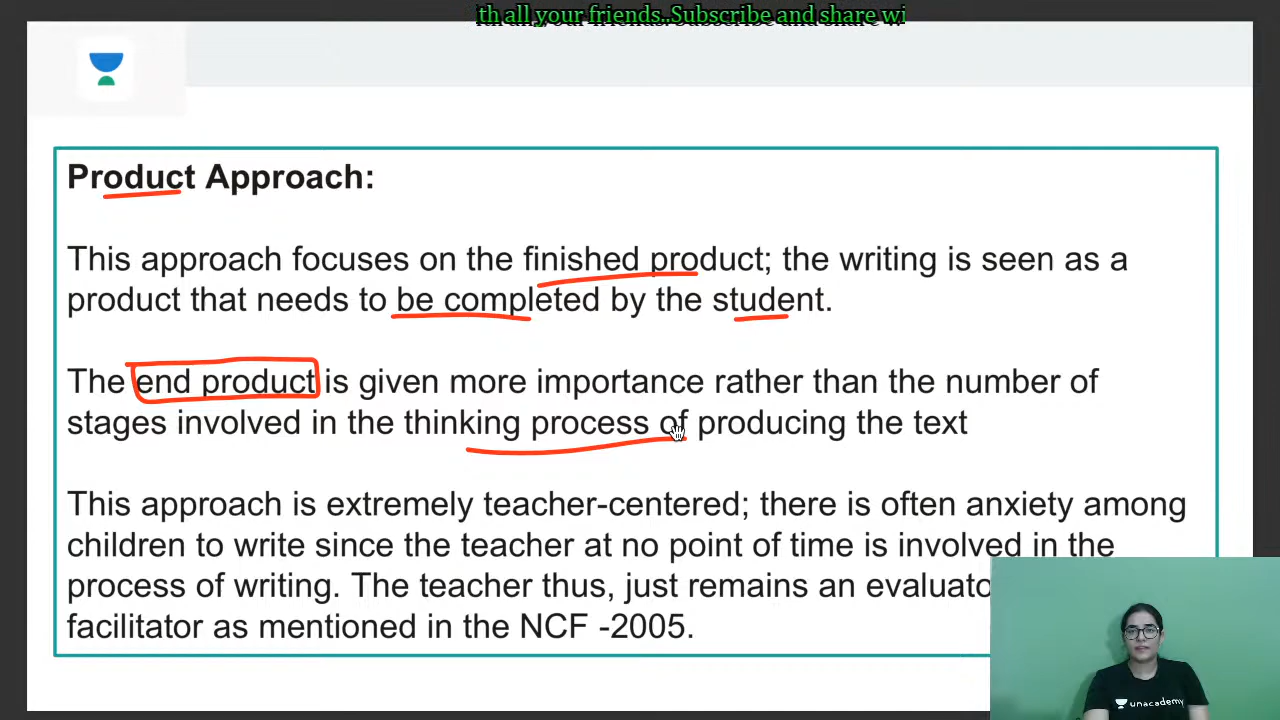 th all your friends..Subscribe and share wi
Product Approach:
This approach focuses on the finished product; the writing is seen as a
product that needs to be completed by the student.
The end product is given more importance rather than the number of
stages involved in the thinking process of producing the text
This approach is extremely teacher-centered; there is often anxiety among
children to write since the teacher at no point of time is involved in the
process of writing. The teacher thus, just remains an
facilitator as mentioned in the NCF -2005.
unacademy